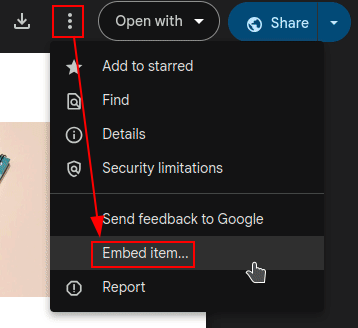 Open with
Share
Add to starred
Find
Details
Security limitations
Send feedback to Google
Embed item...
Report